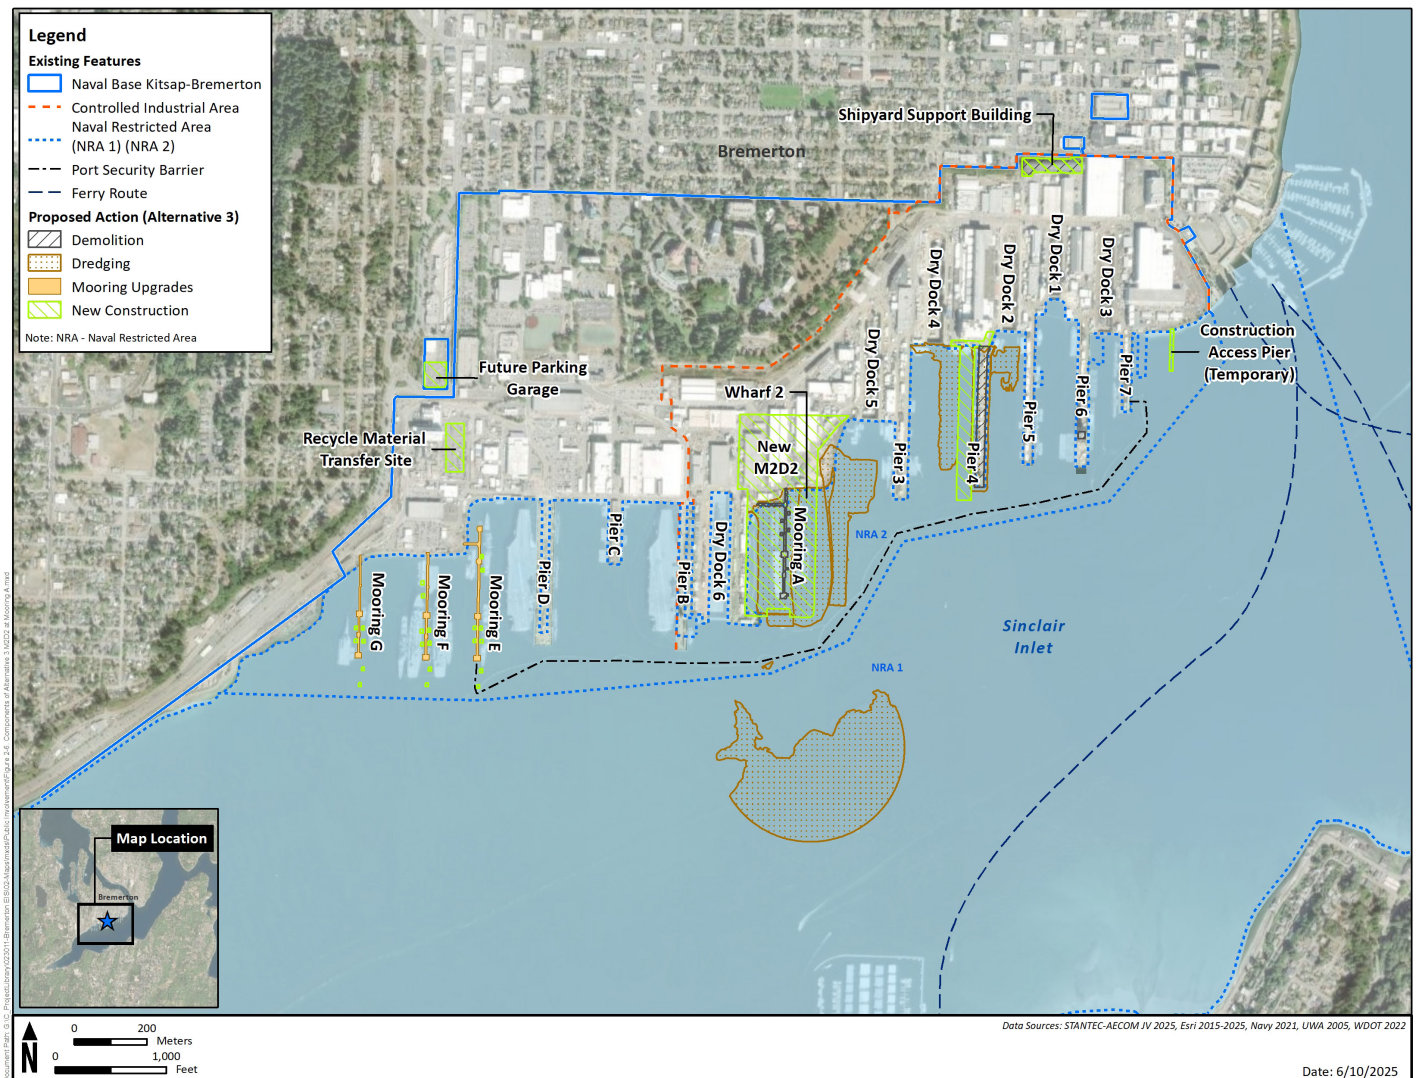 Legend
Existing Features
Naval Base Kitsap-Bremerton
Controlled Industrial Area
Naval Restricted Area
(NRA 1) (NRA 2)
Port Security Barrier
Ferry Route
Proposed Action (Alternative 3)
Demolition
Dredging
Mooring Upgrades
New Construction
Note: NRA - Naval Restricted Area
Shipyard Support Building
Bremerton
Dry Dock 4
Dry Dock 2
Dry Dock 1
Dry Dock 3
Dry Dock 5
Construction
Access Pier
(Temporary)
Future Parking
Garage
Wharf 2
Pier 7
Pier 6
Pier 5
Pier 4
Pier 3
Recycle Material
Transfer Site
New
M2D2
Mooring A
NRA 2
Pier C
Dry Dock 6
Pier B
Pier D
Mooring E
Mooring F
Mooring G
Sinclair
Inlet
NRA 1
Map Location
Bremerton
N
0 200
Meters
0 1,000
Feet
Data Sources: STANTEC-AECOM JV 2025, Esri 2015-2025, Navy 2021, UWA 2005, WDOT 2022
Date: 6/10/2025